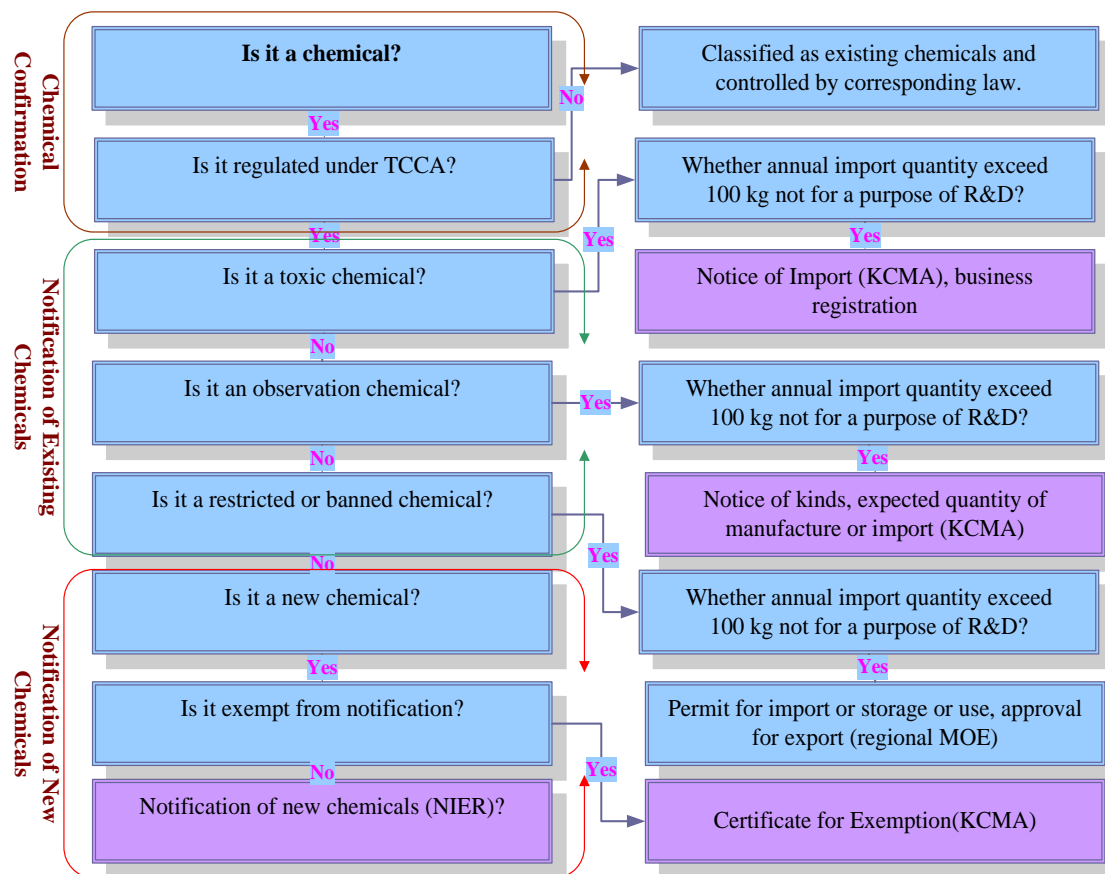 Chemical
Confirmation
Is it a chemical?
Yes
Is it regulated under TCCA?
No
Classified as existing chemicals and
controlled by corresponding law.
Yes
Notification of Existing
Chemicals
Is it a toxic chemical?
Yes
Whether annual import quantity exceed
100 kg not for a purpose of R&D?
Yes
Notice of Import (KCMA), business
registration
No
Is it an observation chemical?
Yes
Whether annual import quantity exceed
100 kg not for a purpose of R&D?
Yes
Notice of kinds, expected quantity of
manufacture or import (KCMA)
No
Is it a restricted or banned chemical?
Yes
Whether annual import quantity exceed
100 kg not for a purpose of R&D?
Yes
Permit for import or storage or use, approval
for export (regional MOE)
No
Notification of New
Chemicals
Is it a new chemical?
Yes
Is it exempt from notification?
Yes
Certificate for Exemption(KCMA)
No
Notification of new chemicals (NIER)?